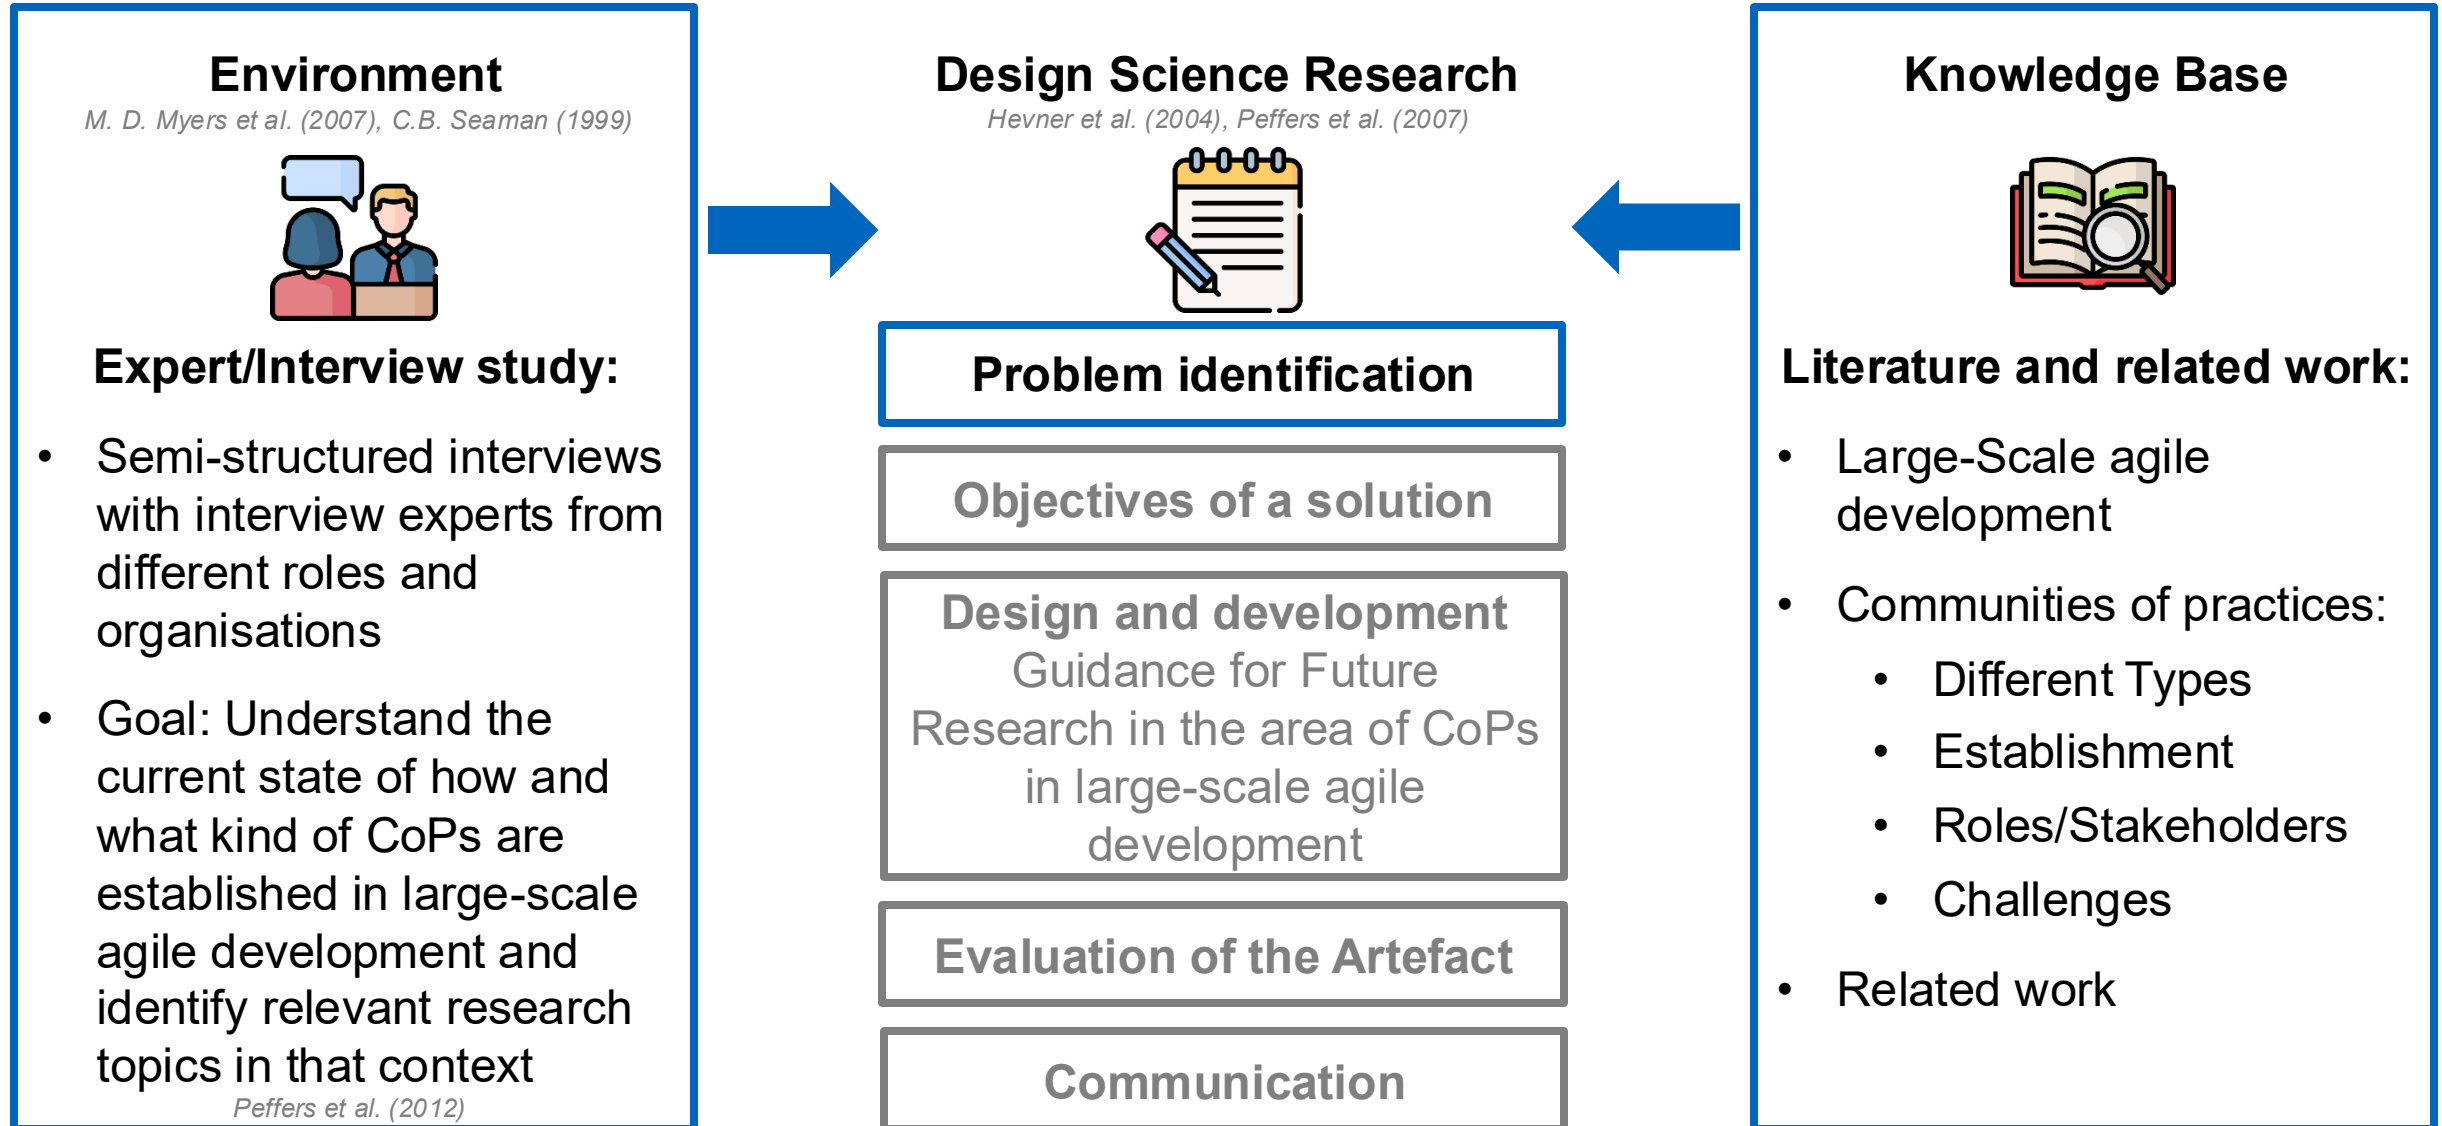 Environment
M. D. Myers et al. (2007), C.B. Seaman (1999)
Expert/Interview study:
• Semi-structured interviews
with interview experts from
different roles and
organisations
• Goal: Understand the
current state of how and
what kind of CoPs are
established in large-scale
agile development and
identify relevant research
topics in that context
Peffers et al. (2012)
Design Science Research
Hevner et al. (2004), Peffers et al. (2007)
Problem identification
Objectives of a solution
Design and development
Guidance for Future
Research in the area of CoPs
in large-scale agile
development
Evaluation of the Artefact
Communication
Knowledge Base
Literature and related work:
• Large-Scale agile
development
• Communities of practices:
• Different Types
• Establishment
• Roles/Stakeholders
• Challenges
• Related work